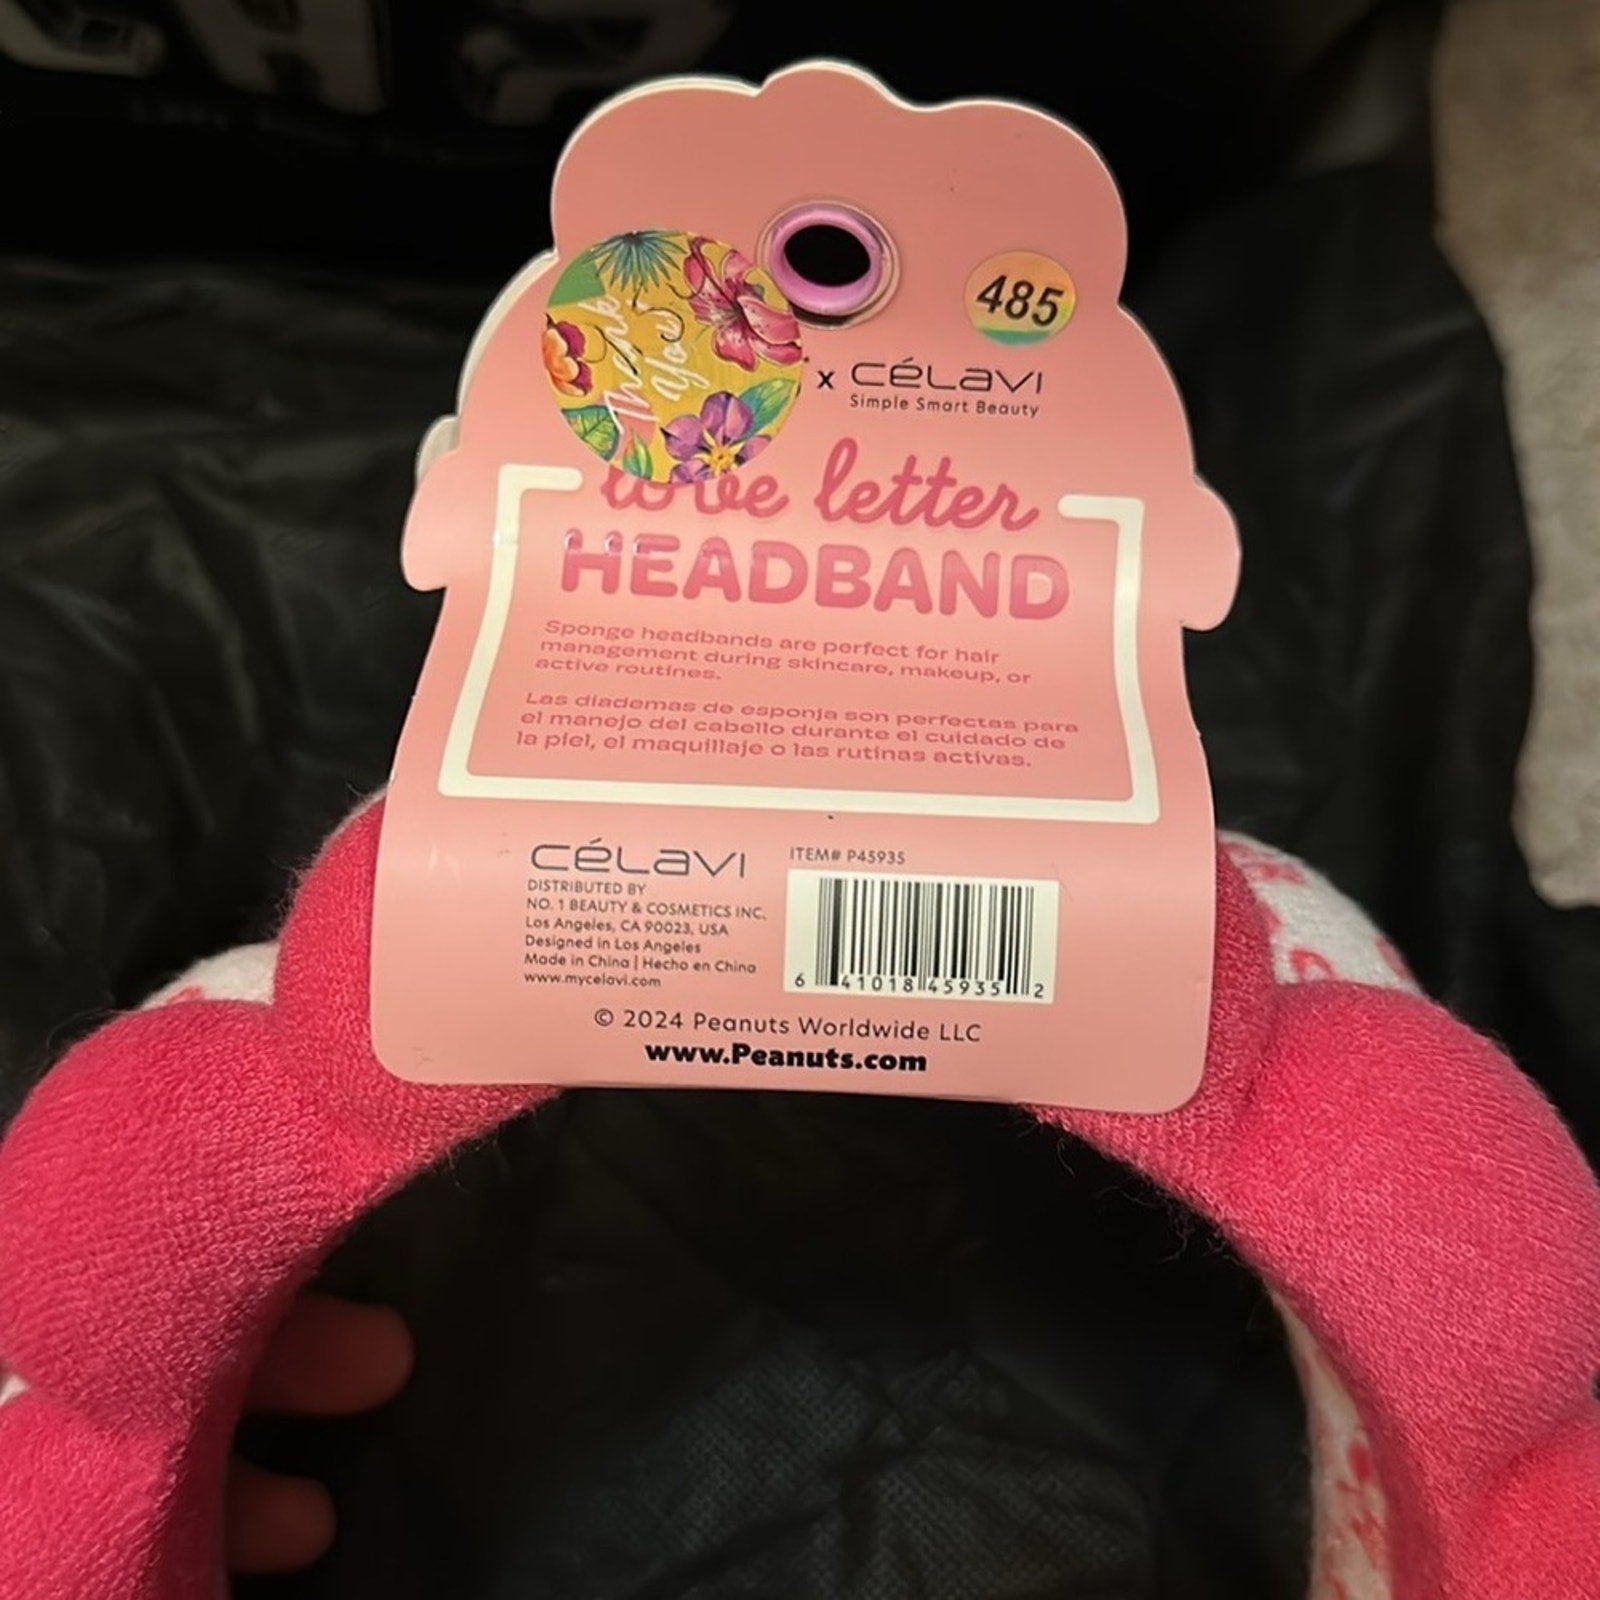 Thank
You
485
x CéLaVI
Simple Smart Beauty
love letter
HEADBAND
Sponge headbands are perfect for hair
management during skincare, makeup, or
active routines.
Las diademas de esponja son perfectas para
el manejo del cabello durante el cuidado de
la piel, el maquillaje o las rutinas activas.
CéLaVI
DISTRIBUTED BY
NO. 1 BEAUTY & COSMETICS INC.
Los Angeles, CA 90023, USA
Designed in Los Angeles
Made in China | Hecho en China
www.mycelavi.com
ITEM# P45935
6 41018 45935 2
© 2024 Peanuts Worldwide LLC
www.Peanuts.com